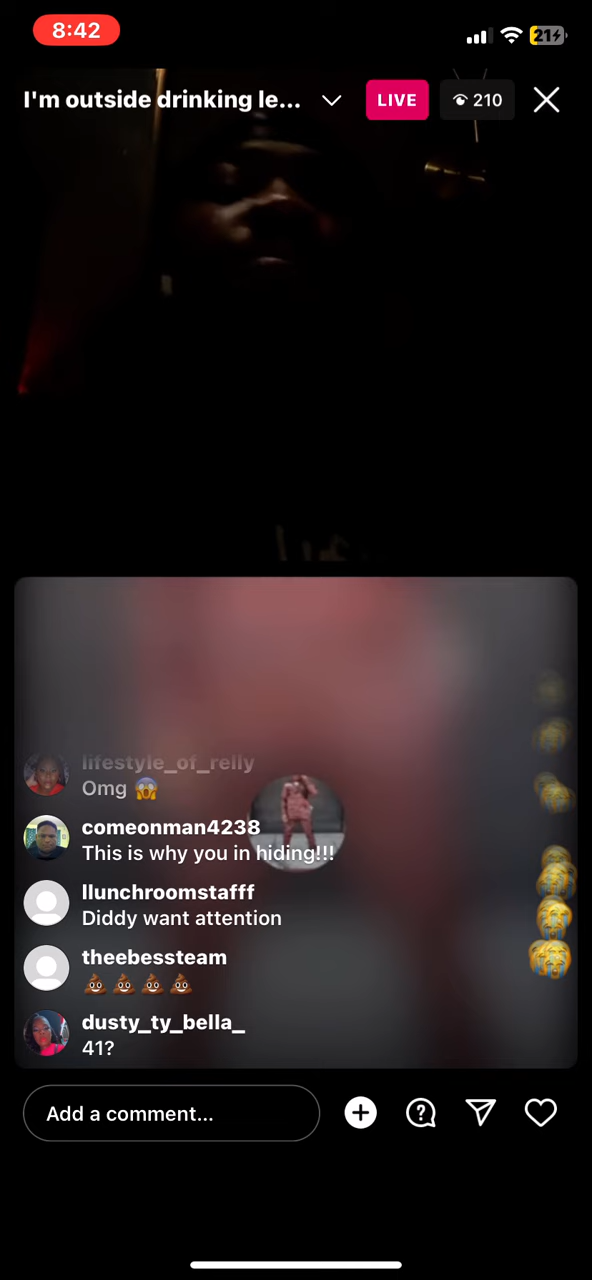 8:42
21
I'm outside drinking le...
LIVE
210
lifestyle_of_relly
Omg 😱
comeonman4238
This is why you in hiding!!!
llunchroomstafff
Diddy want attention
theebessteam
💩 💩 💩 💩
dusty_ty_bella_
41?
Add a comment...